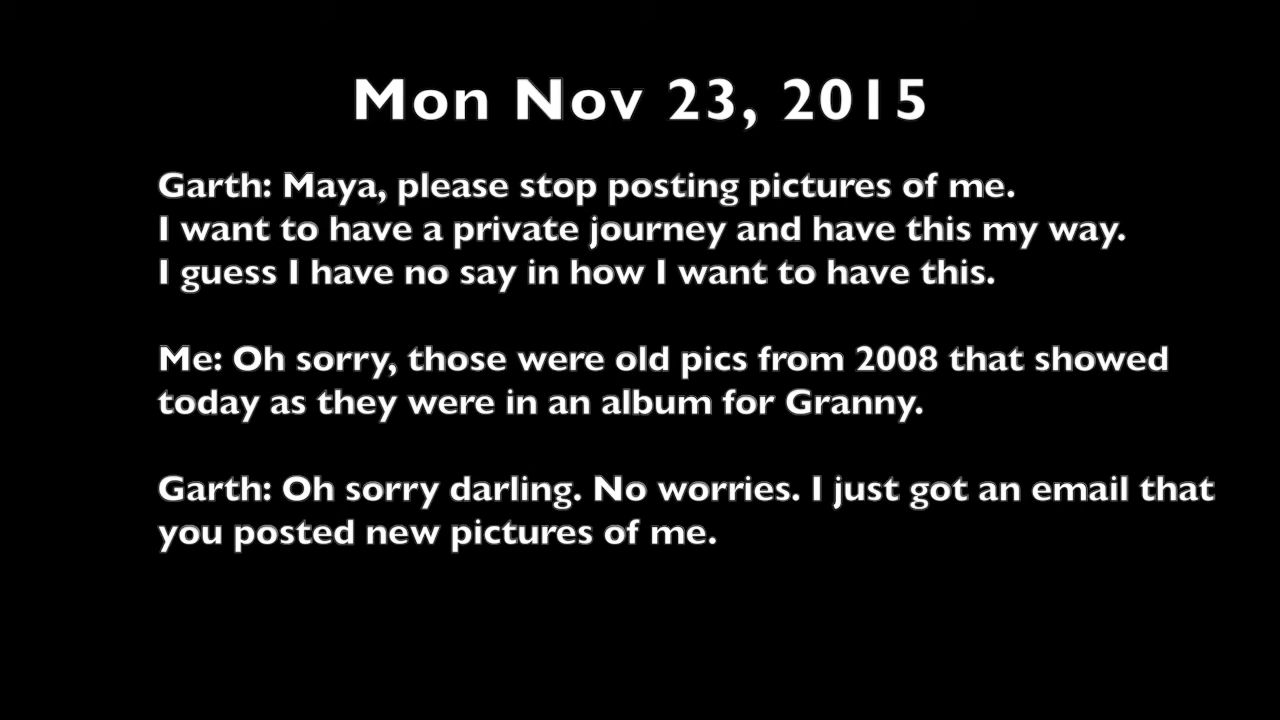 Mon Nov 23, 2015
Garth: Maya, please stop posting pictures of me.
I want to have a private journey and have this my way.
I guess I have no say in how I want to have this.
Me: Oh sorry, those were old pics from 2008 that showed
today as they were in an album for Granny.
Garth: Oh sorry darling. No worries. I just got an email that
you posted new pictures of me.